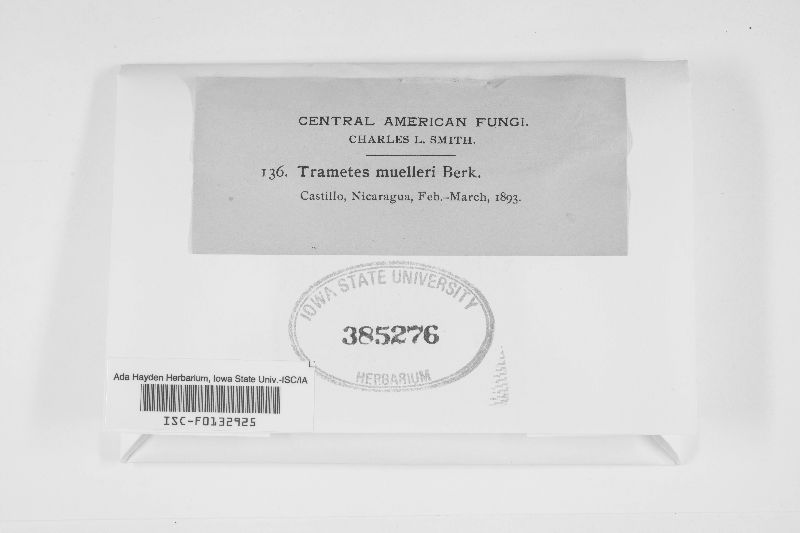 CENTRAL AMERICAN FUNGI.
CHARLES L. SMITH.
136. Trametes muelleri Berk.
Castillo, Nicaragua, Feb.-March, 1893.
IOWA STATE UNIVERSITY
385276
HERBARIUM
Ada Hayden Herbarium, Iowa State Univ.-ISC/IA
ISC-F0132925